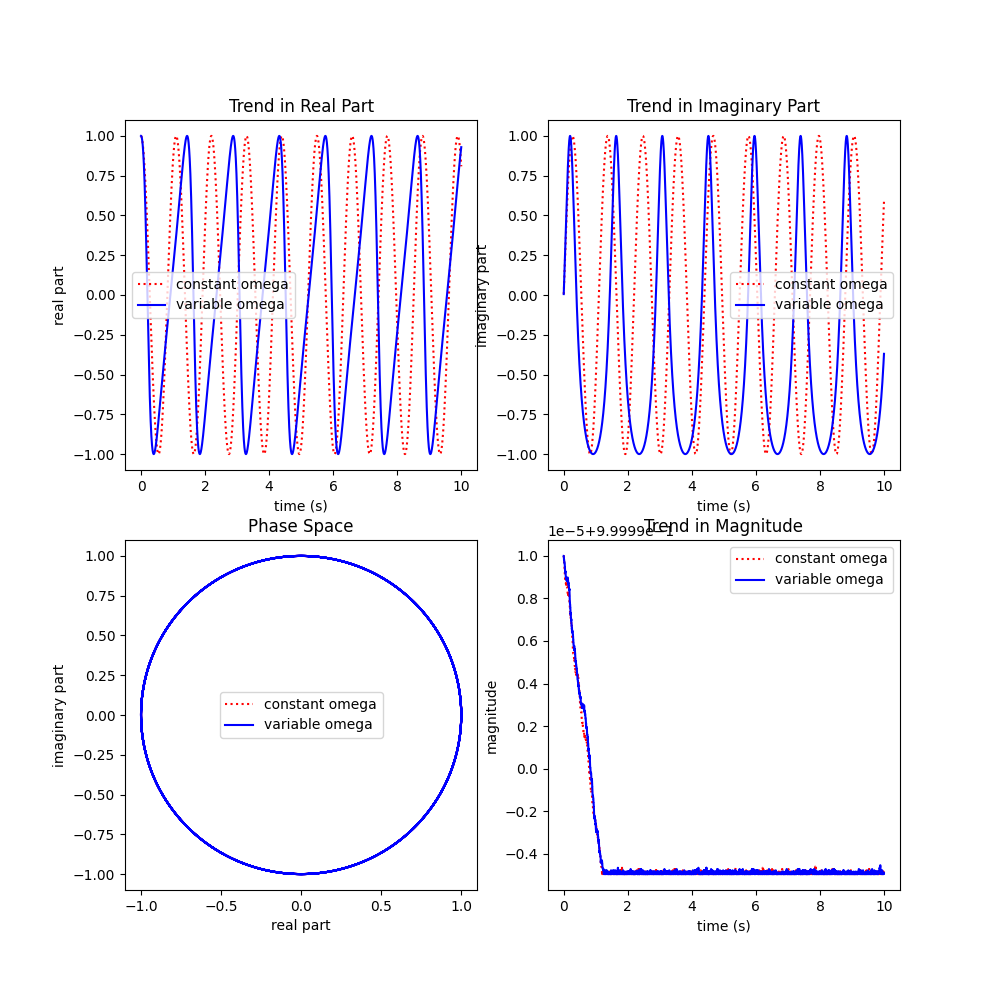 Trend in Real Part
1.00
0.75
0.50
0.25
0.00
−0.25
−0.50
−0.75
−1.00
real part
constant omega
variable omega
0 2 4 6 8 10
time (s)
Trend in Imaginary Part
1.00
0.75
0.50
0.25
0.00
−0.25
−0.50
−0.75
−1.00
imaginary part
constant omega
variable omega
0 2 4 6 8 10
time (s)
Phase Space
1.00
0.75
0.50
0.25
0.00
−0.25
−0.50
−0.75
−1.00
imaginary part
constant omega
variable omega
−1.0 −0.5 0.0 0.5 1.0
real part
1e-5+9.9999e−1
Trend in Magnitude
1.0
0.8
0.6
0.4
0.2
0.0
−0.2
−0.4
magnitude
constant omega
variable omega
0 2 4 6 8 10
time (s)